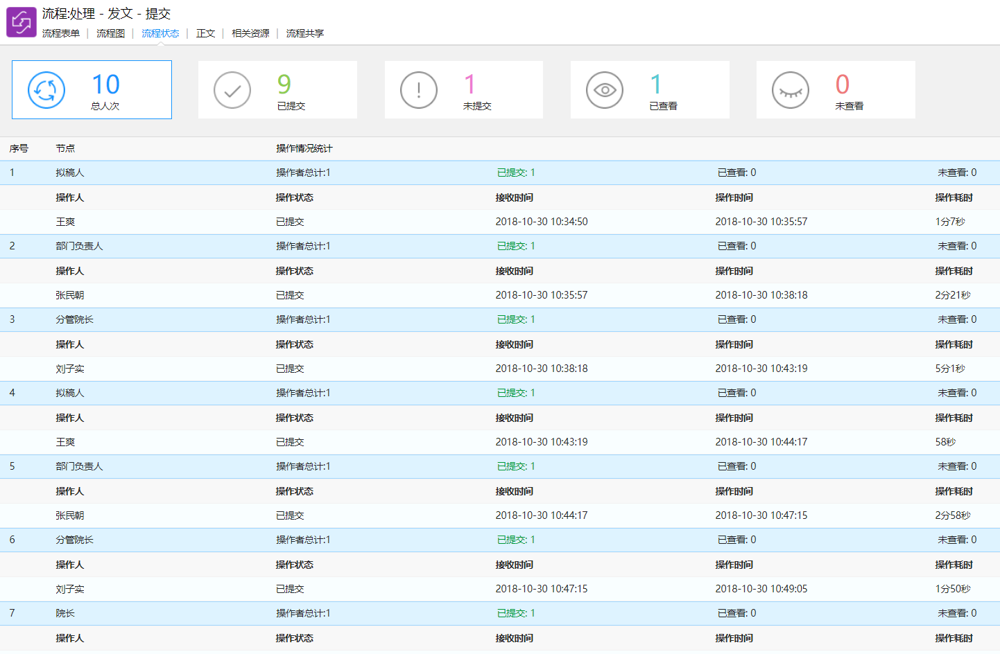 流程:处理 - 发文 - 提交
流程表单 | 流程图 | 流程状态 | 正文 | 相关资源 | 流程共享
10 9 1 1 0
总人次 已提交 未提交 已查看 未查看
序号 节点 操作情况统计
1 拟稿人 操作者总计:1 已提交: 1 已查看: 0 未查看: 0
操作人 操作状态 接收时间 操作时间 操作耗时
王爽 已提交 2018-10-30 10:34:50 2018-10-30 10:35:57 1分7秒
2 部门负责人 操作者总计:1 已提交: 1 已查看: 0 未查看: 0
操作人 操作状态 接收时间 操作时间 操作耗时
张民朝 已提交 2018-10-30 10:35:57 2018-10-30 10:38:18 2分21秒
3 分管院长 操作者总计:1 已提交: 1 已查看: 0 未查看: 0
操作人 操作状态 接收时间 操作时间 操作耗时
刘子实 已提交 2018-10-30 10:38:18 2018-10-30 10:43:19 5分1秒
4 拟稿人 操作者总计:1 已提交: 1 已查看: 0 未查看: 0
操作人 操作状态 接收时间 操作时间 操作耗时
王爽 已提交 2018-10-30 10:43:19 2018-10-30 10:44:17 58秒
5 部门负责人 操作者总计:1 已提交: 1 已查看: 0 未查看: 0
操作人 操作状态 接收时间 操作时间 操作耗时
张民朝 已提交 2018-10-30 10:44:17 2018-10-30 10:47:15 2分58秒
6 分管院长 操作者总计:1 已提交: 1 已查看: 0 未查看: 0
操作人 操作状态 接收时间 操作时间 操作耗时
刘子实 已提交 2018-10-30 10:47:15 2018-10-30 10:49:05 1分50秒
7 院长 操作者总计:1 已提交: 1 已查看: 0 未查看: 0
操作人 操作状态 接收时间 操作时间 操作耗时